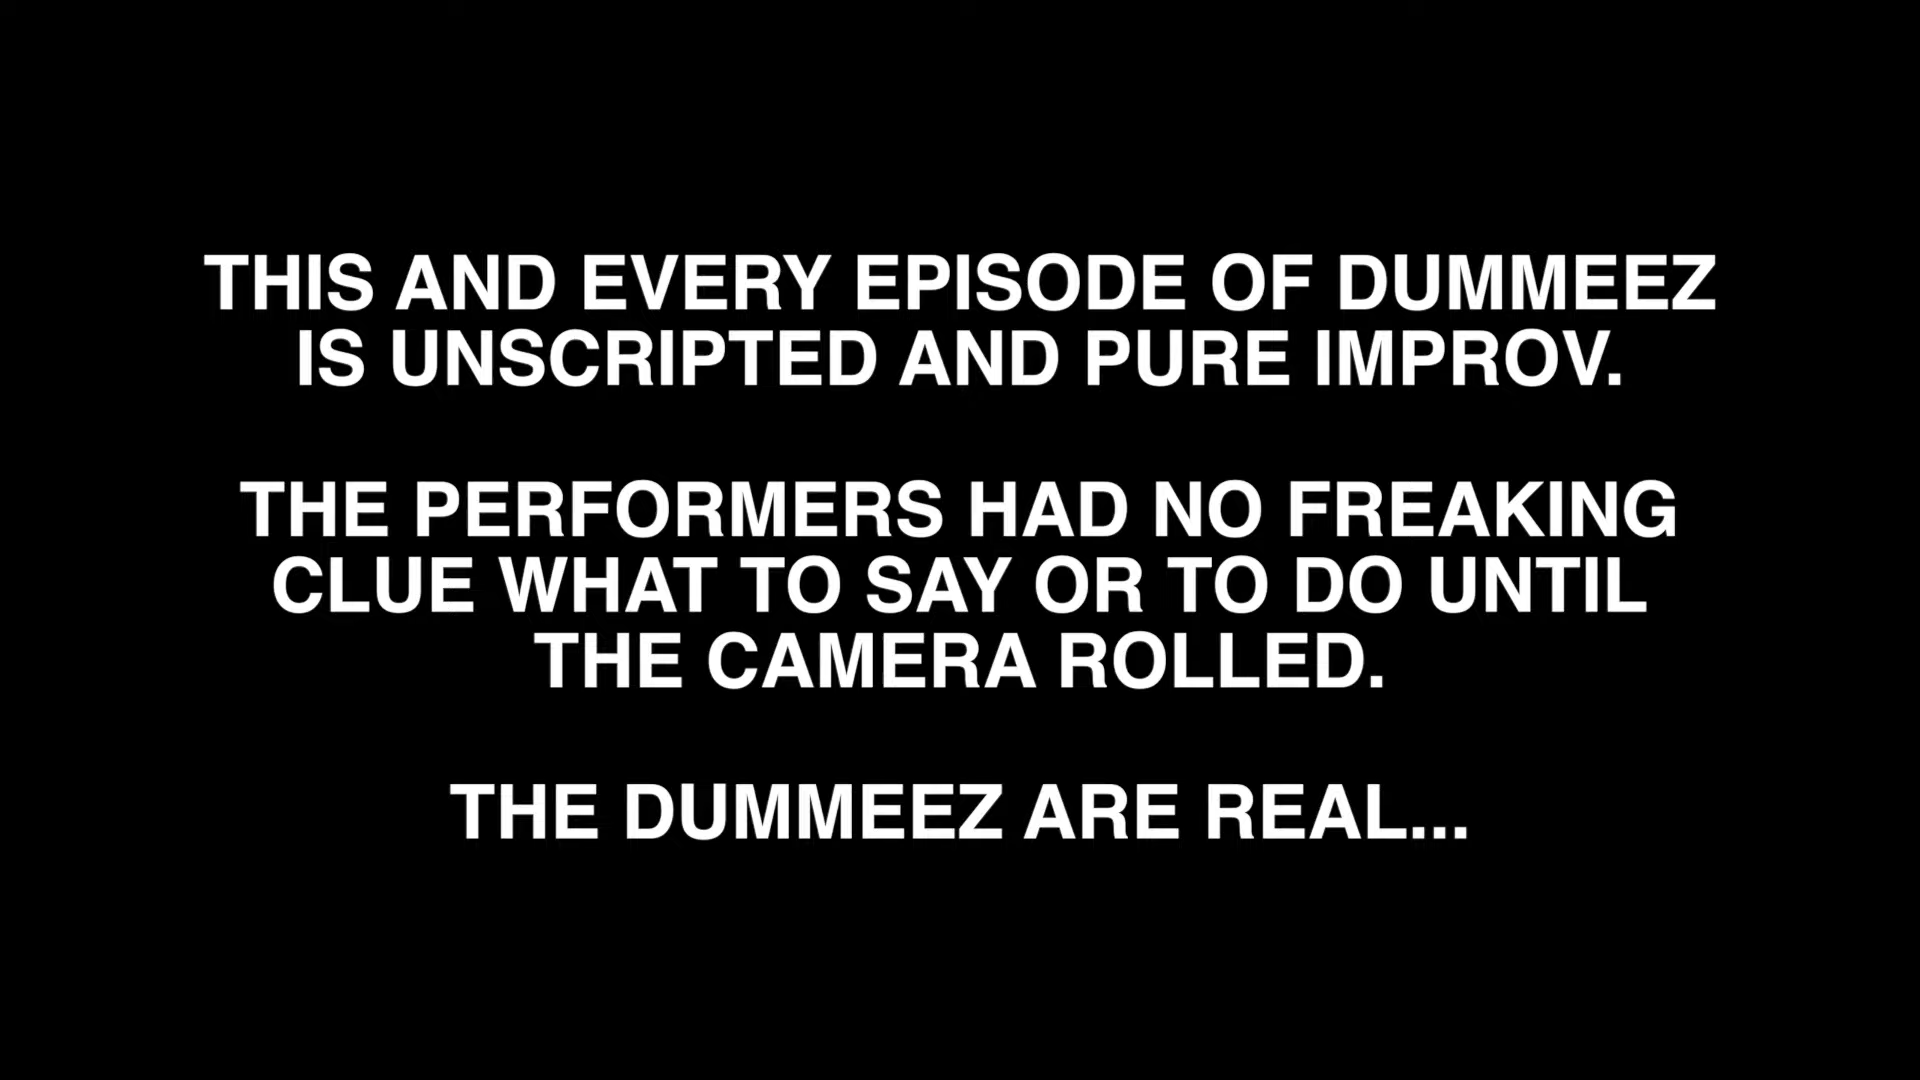 THIS AND EVERY EPISODE OF DUMMEEZ
IS UNSCRIPTED AND PURE IMPROV.
THE PERFORMERS HAD NO FREAKING
CLUE WHAT TO SAY OR TO DO UNTIL
THE CAMERA ROLLED.
THE DUMMEEZ ARE REAL...